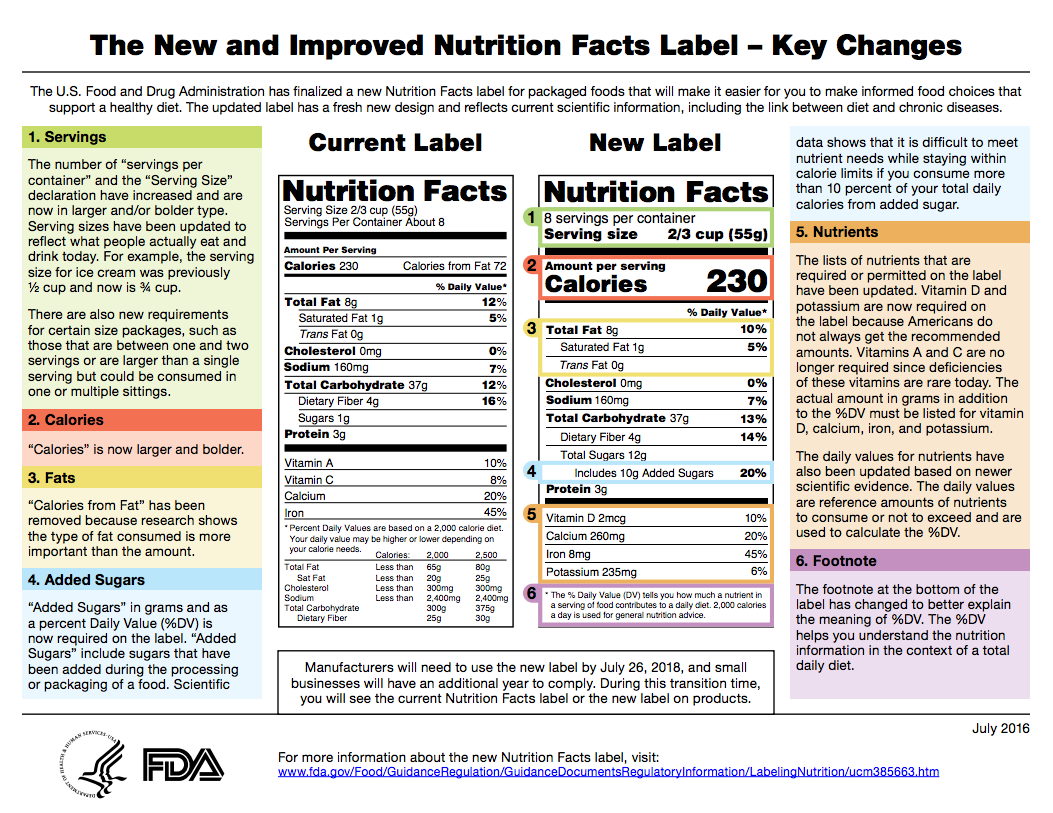 The New and Improved Nutrition Facts Label – Key Changes
The U.S. Food and Drug Administration has finalized a new Nutrition Facts label for packaged foods that will make it easier for you to make informed food choices that
support a healthy diet. The updated label has a fresh new design and reflects current scientific information, including the link between diet and chronic diseases.
1. Servings
The number of “servings per
container” and the “Serving Size”
declaration have increased and are
now in larger and/or bolder type.
Serving sizes have been updated to
reflect what people actually eat and
drink today. For example, the serving
size for ice cream was previously
½ cup and now is ¾ cup.
There are also new requirements
for certain size packages, such as
those that are between one and two
servings or are larger than a single
serving but could be consumed in
one or multiple sittings.
2. Calories
“Calories” is now larger and bolder.
3. Fats
“Calories from Fat” has been
removed because research shows
the type of fat consumed is more
important than the amount.
4. Added Sugars
“Added Sugars” in grams and as
a percent Daily Value (%DV) is
now required on the label. “Added
Sugars” include sugars that have
been added during the processing
or packaging of a food. Scientific
Current Label
Nutrition Facts
Serving Size 2/3 cup (55g)
Servings Per Container About 8
Amount Per Serving
Calories 230 Calories from Fat 72
% Daily Value*
Total Fat 8g 12%
Saturated Fat 1g 5%
Trans Fat 0g
Cholesterol 0mg 0%
Sodium 160mg 7%
Total Carbohydrate 37g 12%
Dietary Fiber 4g 16%
Sugars 1g
Protein 3g
Vitamin A 10%
Vitamin C 8%
Calcium 20%
Iron 45%
* Percent Daily Values are based on a 2,000 calorie diet.
Your daily value may be higher or lower depending on
your calorie needs.
Calories: 2,000 2,500
Total Fat Less than 65g 80g
Sat Fat Less than 20g 25g
Cholesterol Less than 300mg 300mg
Sodium Less than 2,400mg 2,400mg
Total Carbohydrate 300g 375g
Dietary Fiber 25g 30g
New Label
Nutrition Facts
1 8 servings per container
Serving size 2/3 cup (55g)
2 Amount per serving
Calories 230
% Daily Value*
3 Total Fat 8g 10%
Saturated Fat 1g 5%
Trans Fat 0g
Cholesterol 0mg 0%
Sodium 160mg 7%
Total Carbohydrate 37g 13%
Dietary Fiber 4g 14%
Total Sugars 12g
4 Includes 10g Added Sugars 20%
Protein 3g
5 Vitamin D 2mcg 10%
Calcium 260mg 20%
Iron 8mg 45%
Potassium 235mg 6%
6 * The % Daily Value (DV) tells you how much a nutrient in
a serving of food contributes to a daily diet. 2,000 calories
a day is used for general nutrition advice.
Manufacturers will need to use the new label by July 26, 2018, and small
businesses will have an additional year to comply. During this transition time,
you will see the current Nutrition Facts label or the new label on products.
data shows that it is difficult to meet
nutrient needs while staying within
calorie limits if you consume more
than 10 percent of your total daily
calories from added sugar.
5. Nutrients
The lists of nutrients that are
required or permitted on the label
have been updated. Vitamin D and
potassium are now required on
the label because Americans do
not always get the recommended
amounts. Vitamins A and C are no
longer required since deficiencies
of these vitamins are rare today. The
actual amount in grams in addition
to the %DV must be listed for vitamin
D, calcium, iron, and potassium.
The daily values for nutrients have
also been updated based on newer
scientific evidence. The daily values
are reference amounts of nutrients
to consume or not to exceed and are
used to calculate the %DV.
6. Footnote
The footnote at the bottom of the
label has changed to better explain
the meaning of %DV. The %DV
helps you understand the nutrition
information in the context of a total
daily diet.
July 2016
DEPARTMENT OF HEALTH & HUMAN SERVICES • USA
FDA
For more information about the new Nutrition Facts label, visit:
www.fda.gov/Food/GuidanceRegulation/GuidanceDocumentsRegulatoryInformation/LabelingNutrition/ucm385663.htm